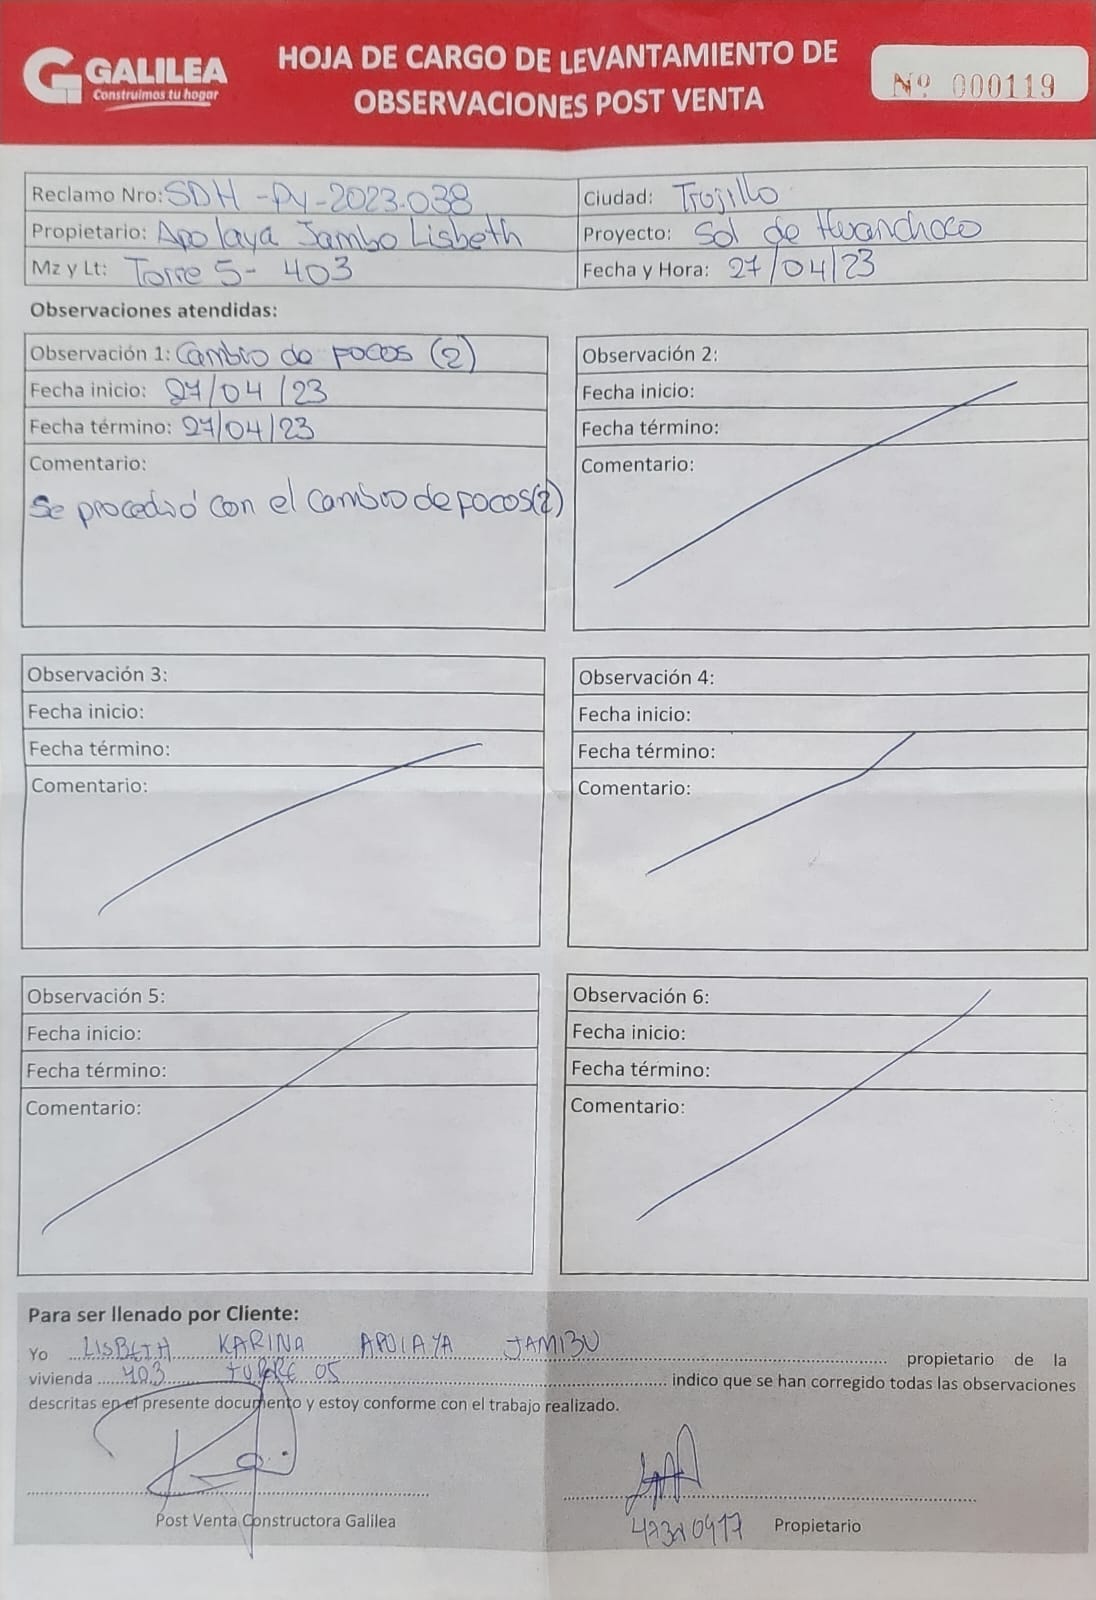 GALILEA
Construimos tu hogar
HOJA DE CARGO DE LEVANTAMIENTO DE
OBSERVACIONES POST VENTA
Nº 000119
Reclamo Nro: SDH -PY-2023-038
Ciudad: Trujillo
Propietario: Apolaya Jambo Lisbeth
Proyecto: Sol de Huanchaco
Mz y Lt: Torre 5- 403
Fecha y Hora: 27/04/23
Observaciones atendidas:
Observación 1: Cambio de focos (2)
Fecha inicio: 27/04/23
Fecha término: 27/04/23
Comentario:
Se procedió con el cambio de focos(2)
Observación 2:
Fecha inicio:
Fecha término:
Comentario:
Observación 3:
Fecha inicio:
Fecha término:
Comentario:
Observación 4:
Fecha inicio:
Fecha término:
Comentario:
Observación 5:
Fecha inicio:
Fecha término:
Comentario:
Observación 6:
Fecha inicio:
Fecha término:
Comentario:
Para ser llenado por Cliente:
Yo LISBETH KARINA APOLAYA propietario de la
vivienda 403 TORRE 05 indico que se han corregido todas las observaciones
descritas en el presente documento y estoy conforme con el trabajo realizado.
Post Venta Constructora Galilea
Propietario